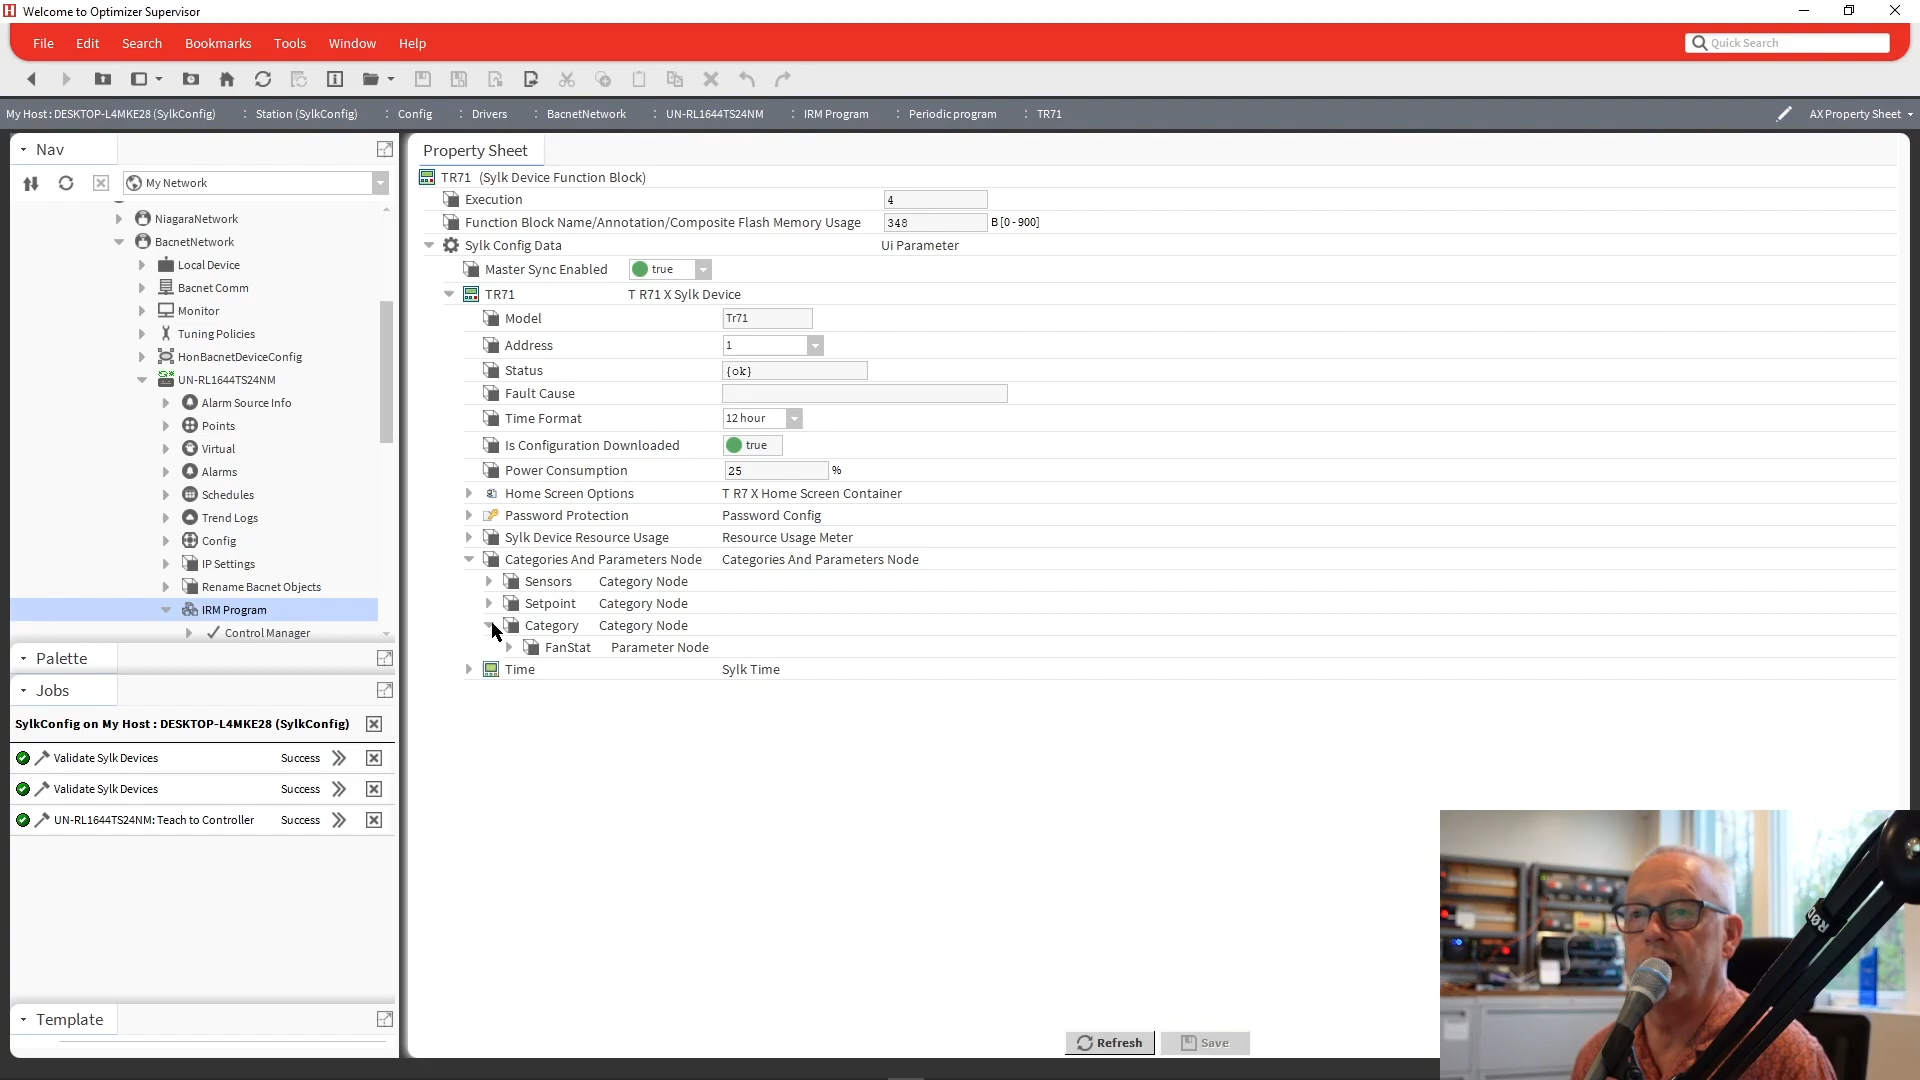 Welcome to Optimizer Supervisor
File Edit Search Bookmarks Tools Window Help
Quick Search
My Host : DESKTOP-L4MKE28 (SylkConfig) : Station (SylkConfig) : Config : Drivers : BacnetNetwork : UN-RL1644TS24NM : IRM Program : Periodic program : TR71
AX Property Sheet
Nav
My Network
NiagaraNetwork
BacnetNetwork
Local Device
Bacnet Comm
Monitor
Tuning Policies
HonBacnetDeviceConfig
UN-RL1644TS24NM
Alarm Source Info
Points
Virtual
Alarms
Schedules
Trend Logs
Config
IP Settings
Rename Bacnet Objects
IRM Program
Control Manager
Palette
Jobs
SylkConfig on My Host : DESKTOP-L4MKE28 (SylkConfig)
Validate Sylk Devices Success
Validate Sylk Devices Success
UN-RL1644TS24NM: Teach to Controller Success
Template
Property Sheet
TR71 (Sylk Device Function Block)
Execution 4
Function Block Name/Annotation/Composite Flash Memory Usage 348 B [0 - 900]
Sylk Config Data Ui Parameter
Master Sync Enabled true
TR71 T R71 X Sylk Device
Model Tr71
Address 1
Status {ok}
Fault Cause
Time Format 12 hour
Is Configuration Downloaded true
Power Consumption 25 %
Home Screen Options T R7 X Home Screen Container
Password Protection Password Config
Sylk Device Resource Usage Resource Usage Meter
Categories And Parameters Node Categories And Parameters Node
Sensors Category Node
Setpoint Category Node
Category Category Node
FanStat Parameter Node
Time Sylk Time
Refresh Save
RØDE